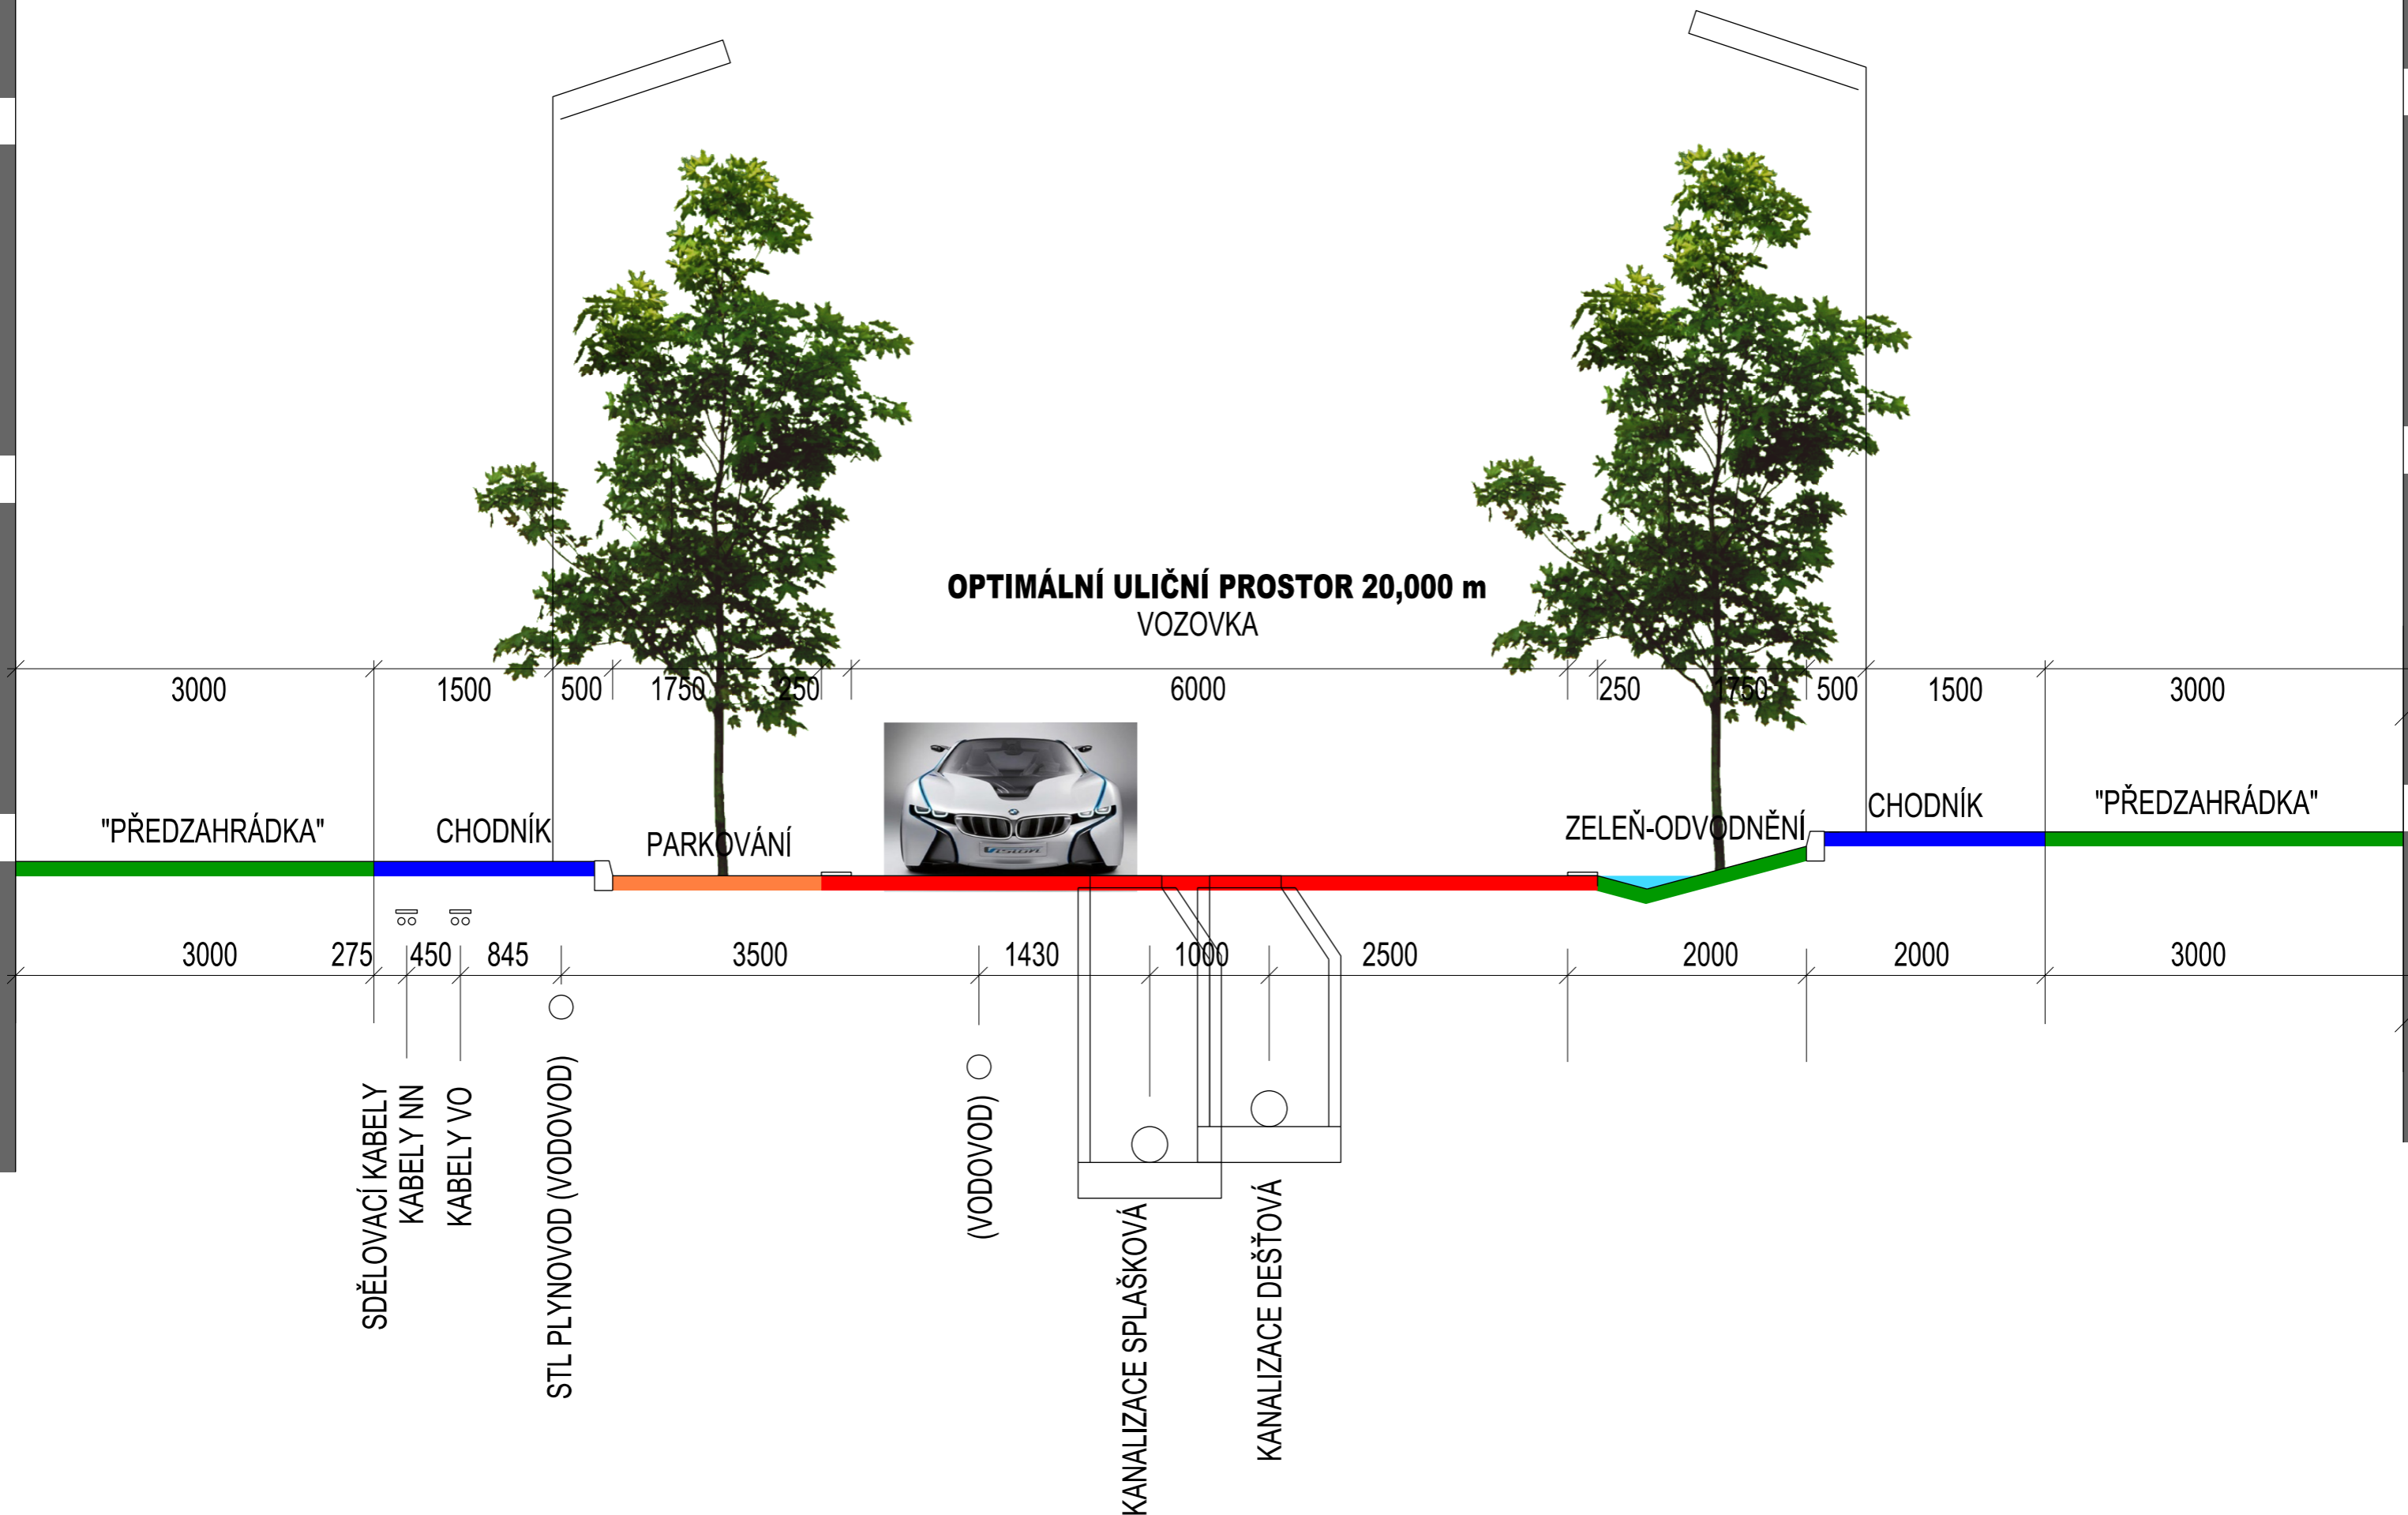 OPTIMÁLNÍ ULIČNÍ PROSTOR 20,000 m
VOZOVKA
3000 1500 500 1750 250 6000 250 1750 500 1500 3000
"PŘEDZAHRÁDKA" CHODNÍK PARKOVÁNÍ ZELEŇ-ODVODNĚNÍ CHODNÍK "PŘEDZAHRÁDKA"
3000 275 450 845 3500 1430 1000 2500 2000 2000 3000
SDĚLOVACÍ KABELY
KABELY NN
KABELY VO
STL PLYNOVOD (VODOVOD)
(VODOVOD)
KANALIZACE SPLAŠKOVÁ
KANALIZACE DEŠŤOVÁ